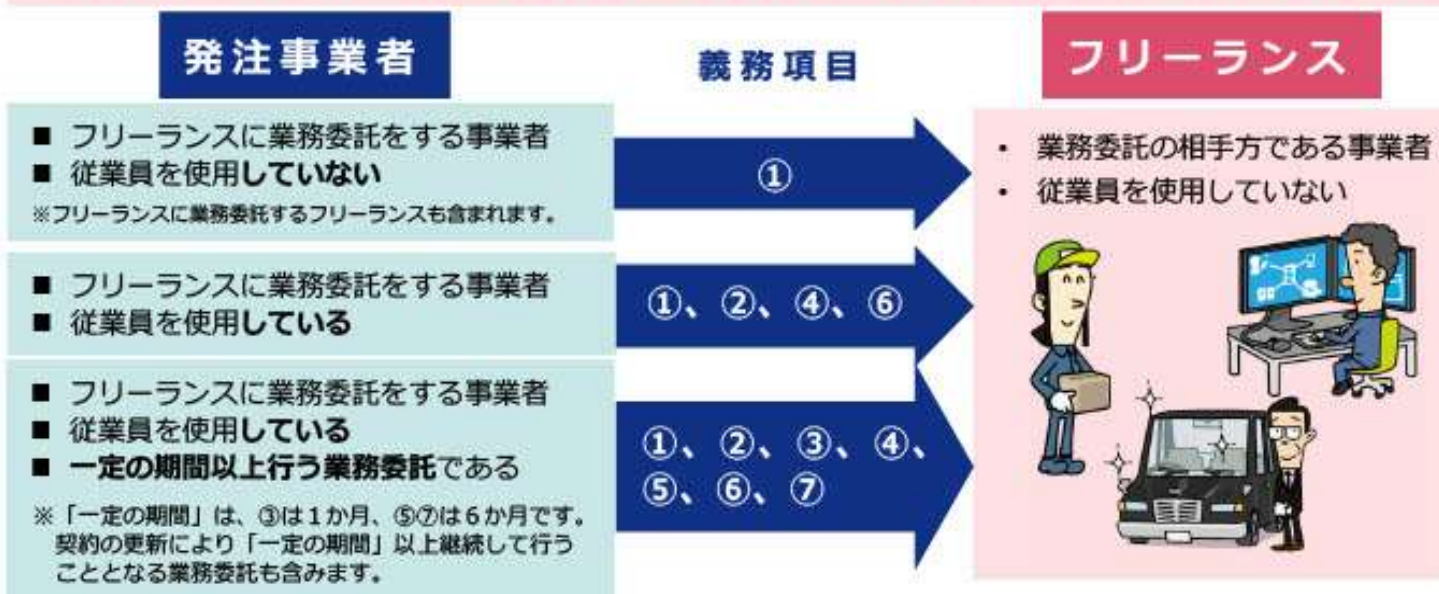 発注事業者
義務項目
フリーランス
■ フリーランスに業務委託をする事業者
■ 従業員を使用していない
※フリーランスに業務委託するフリーランスも含まれます。
①
・ 業務委託の相手方である事業者
・ 従業員を使用していない
■ フリーランスに業務委託をする事業者
■ 従業員を使用している
①、②、④、⑥
■ フリーランスに業務委託をする事業者
■ 従業員を使用している
■ 一定の期間以上行う業務委託である
※「一定の期間」は、③は1か月、⑤⑦は6か月です。
契約の更新により「一定の期間」以上継続して行う
こととなる業務委託も含みます。
①、②、③、④、
⑤、⑥、⑦